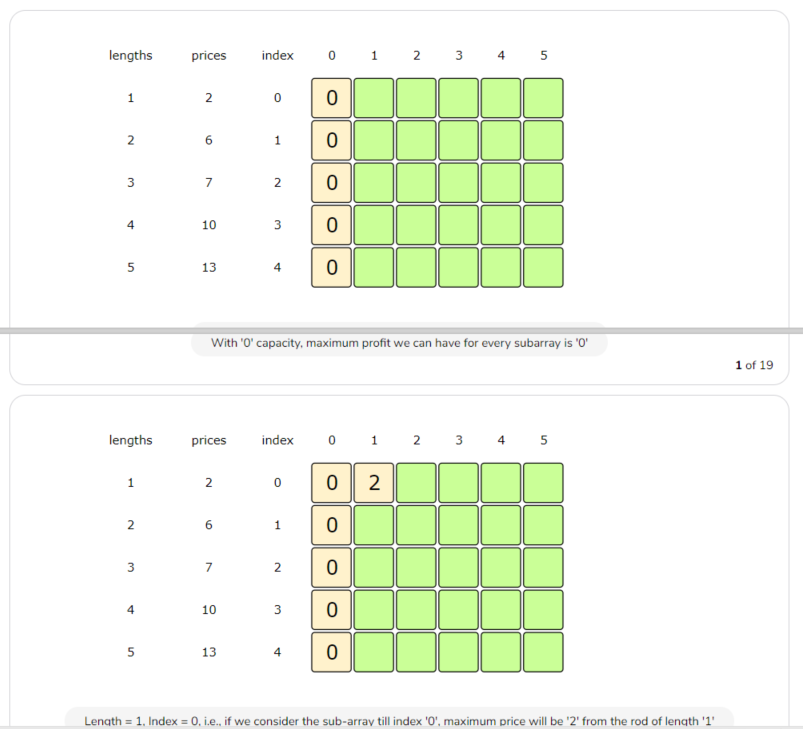 lengths prices index 0 1 2 3 4 5
1 2 0 0
2 6 1 0
3 7 2 0
4 10 3 0
5 13 4 0
With '0' capacity, maximum profit we can have for every subarray is '0'
1 of 19
lengths prices index 0 1 2 3 4 5
1 2 0 0 2
2 6 1 0
3 7 2 0
4 10 3 0
5 13 4 0
Length = 1, Index = 0, i.e., if we consider the sub-array till index '0', maximum price will be '2' from the rod of length '1'